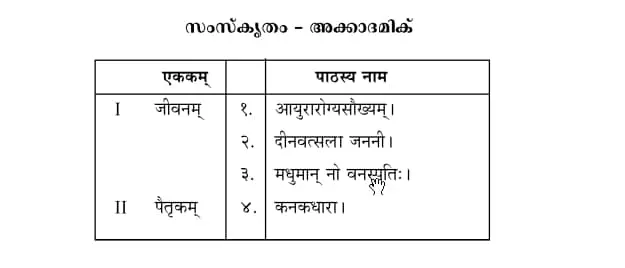 സംസ്കൃതം – അക്കാദമിക്
एककम् पाठस्य नाम
I जीवनम् १. आयुरारोग्यसौख्यम्।
२. दीनवत्सला जननी।
३. मधुमान् नो वनस्पतिः।
II पैतृकम् ४. कनकधारा।